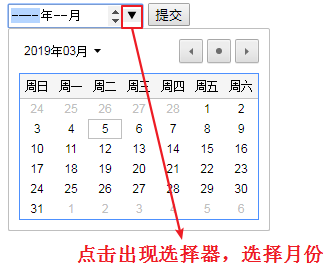 ----年--月 提交
2019年03月
周日 周一 周二 周三 周四 周五 周六
24 25 26 27 28 1 2
3 4 5 6 7 8 9
10 11 12 13 14 15 16
17 18 19 20 21 22 23
24 25 26 27 28 29 30
31 1 2 3 4 5 6
点击出现选择器，选择月份